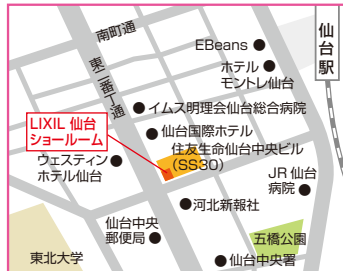 南町通
仙台駅
EBeans
ホテル
モントレ仙台
東二番丁通
イムス明理会仙台総合病院
LIXIL 仙台
ショールーム
仙台国際ホテル
住友生命仙台中央ビル
(SS30)
ウェスティン
ホテル仙台
JR 仙台
病院
河北新報社
仙台中央
郵便局
五橋公園
東北大学
仙台中央署